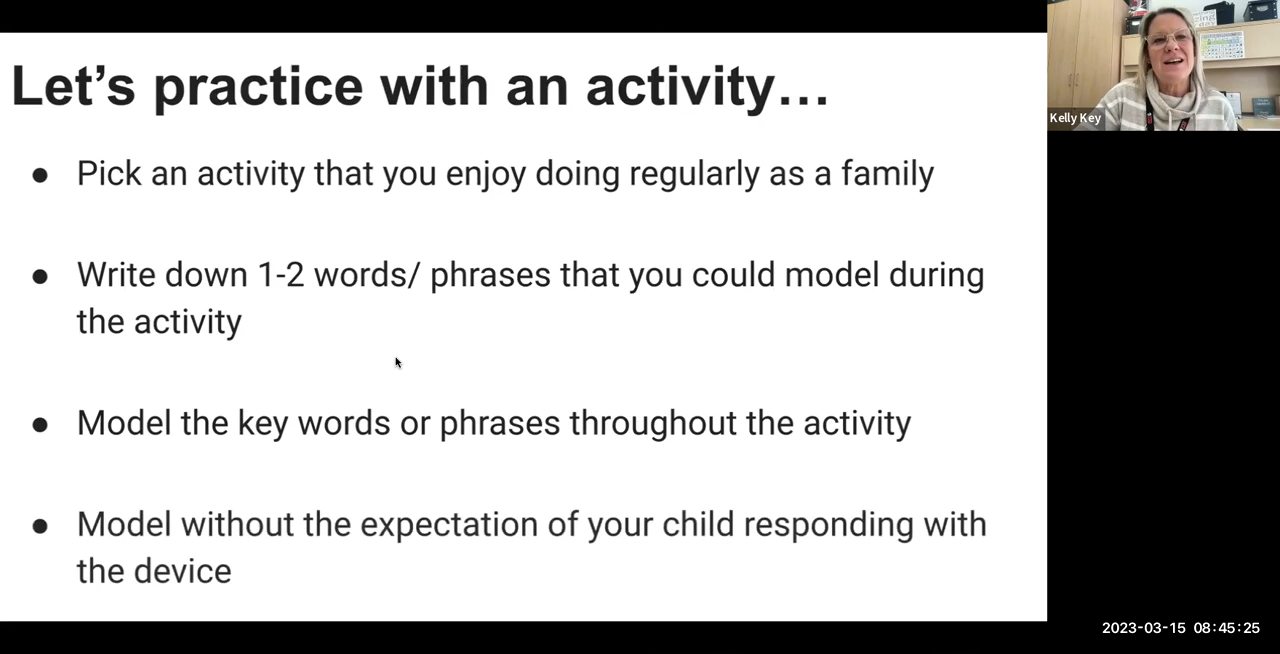 Let’s practice with an activity…
● Pick an activity that you enjoy doing regularly as a family
● Write down 1-2 words/ phrases that you could model during
the activity
● Model the key words or phrases throughout the activity
● Model without the expectation of your child responding with
the device
Kelly Key
2023-03-15 08:45:25